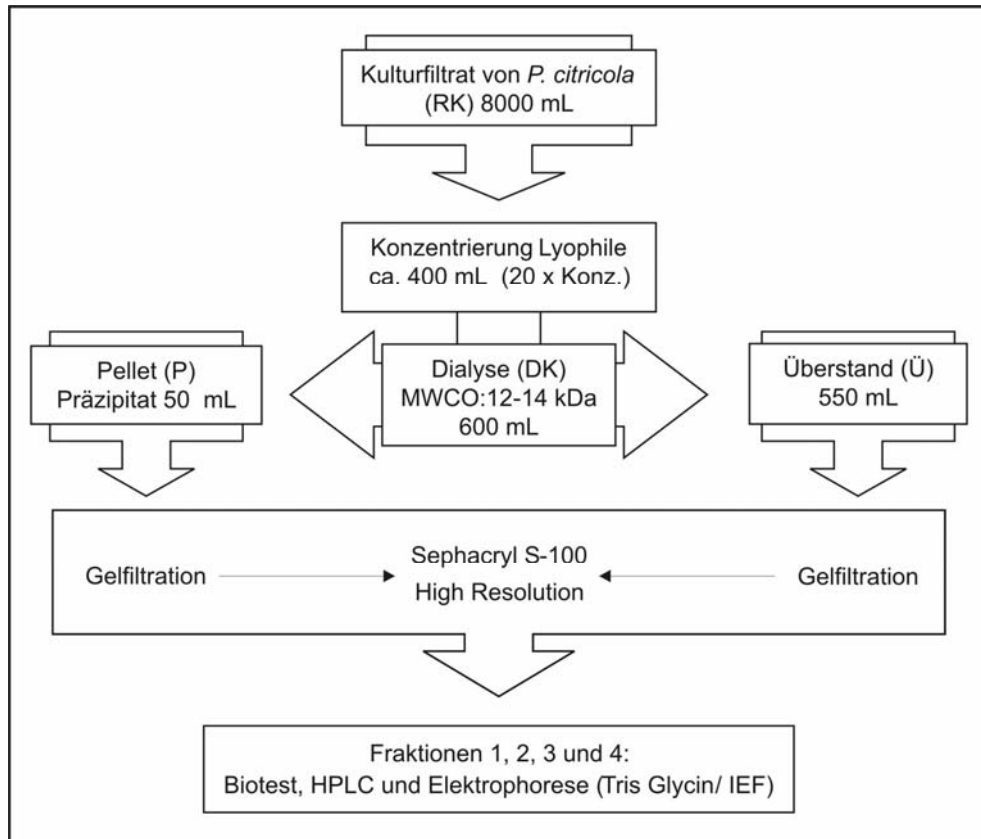 Kulturfiltrat von P. citricola
(RK) 8000 mL
Konzentrierung Lyophile
ca. 400 mL (20 x Konz.)
Pellet (P)
Präzipitat 50 mL
Dialyse (DK)
MWCO:12-14 kDa
600 mL
Überstand (Ü)
550 mL
Gelfiltration
Sephacryl S-100
High Resolution
Gelfiltration
Fraktionen 1, 2, 3 und 4:
Biotest, HPLC und Elektrophorese (Tris Glycin/ IEF)